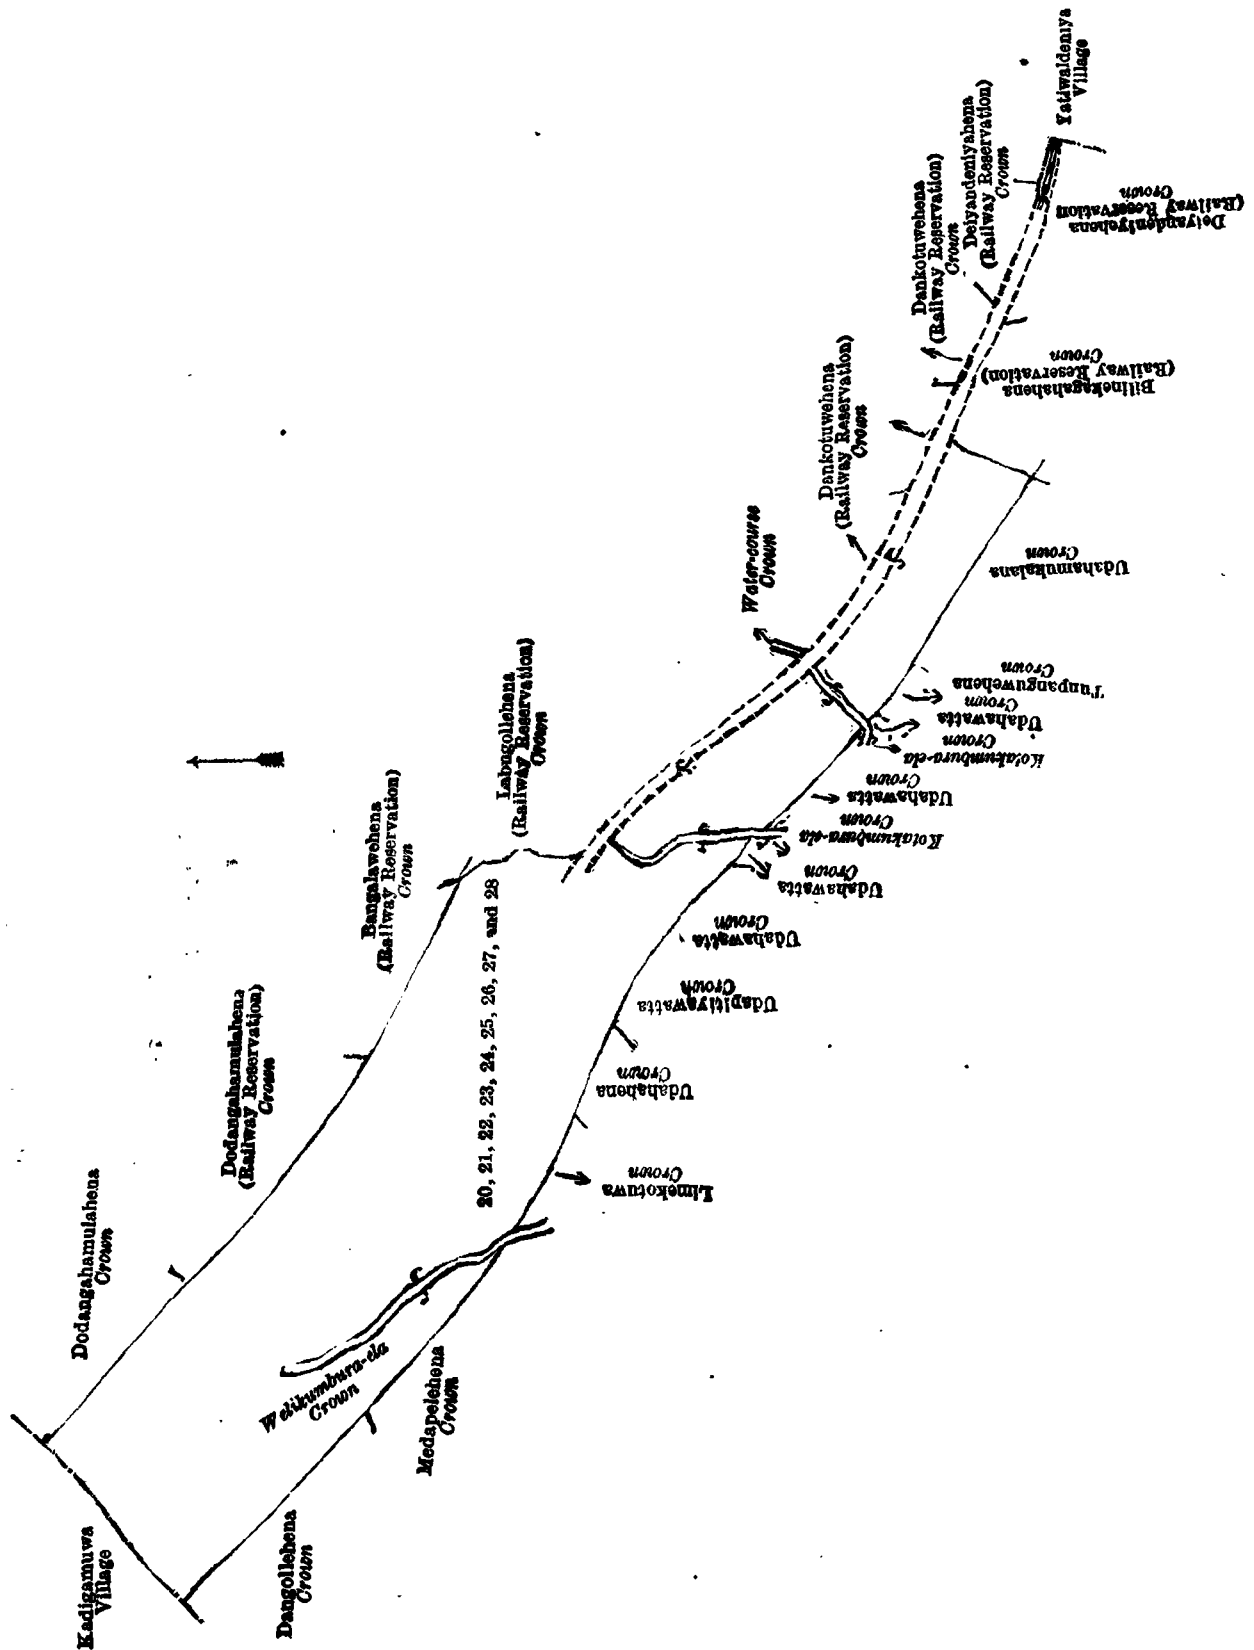 Kadigamuwa
Village
Dodangahamulahena
Crown
Dodangahamulahena
(Railway Reservation)
Crown
Bangalawehena
(Railway Reservation)
Crown
Labugollehena
(Railway Reservation)
Crown
Water-course
Crown
Dankotuwehena
(Railway Reservation)
Crown
Dankotuwehena
(Railway Reservation)
Crown
Deiyandeniyahena
(Railway Reservation)
Crown
Yatiwaldeniya
Village
Deiyandeniyehena
(Railway Reservation)
Crown
Bilinekagahahena
(Railway Reservation)
Crown
Udahamukalana
Crown
Tunpanguwehena
Crown
Udahawatta
Crown
Kotakumbura-ela
Crown
Udahawatta
Crown
Kotakumbura-ela
Crown
Udahawatta
Crown
Udahawatta
Crown
Udapitiyawatta
Crown
Udahahena
Crown
Limekotuwa
Crown
20, 21, 22, 23, 24, 25, 26, 27, and 28
Welikumbura-ela
Crown
Medapelehena
Crown
Dangollehena
Crown